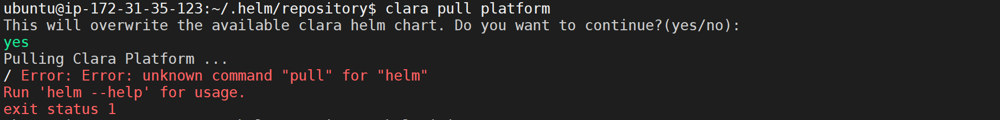 ubuntu@ip-172-31-35-123:~/.helm/repository$ clara pull platform
This will overwrite the available clara helm chart. Do you want to continue?(yes/no):
yes
Pulling Clara Platform ...
/ Error: Error: unknown command "pull" for "helm"
Run 'helm --help' for usage.
exit status 1